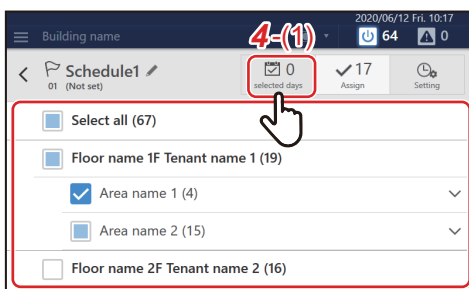 2020/06/12 Fri. 10:17
Building name
4-(1)
64
0
Schedule1
01 (Not set)
0
selected days
17
Assign
Setting
Select all (67)
Floor name 1F Tenant name 1 (19)
Area name 1 (4)
Area name 2 (15)
Floor name 2F Tenant name 2 (16)